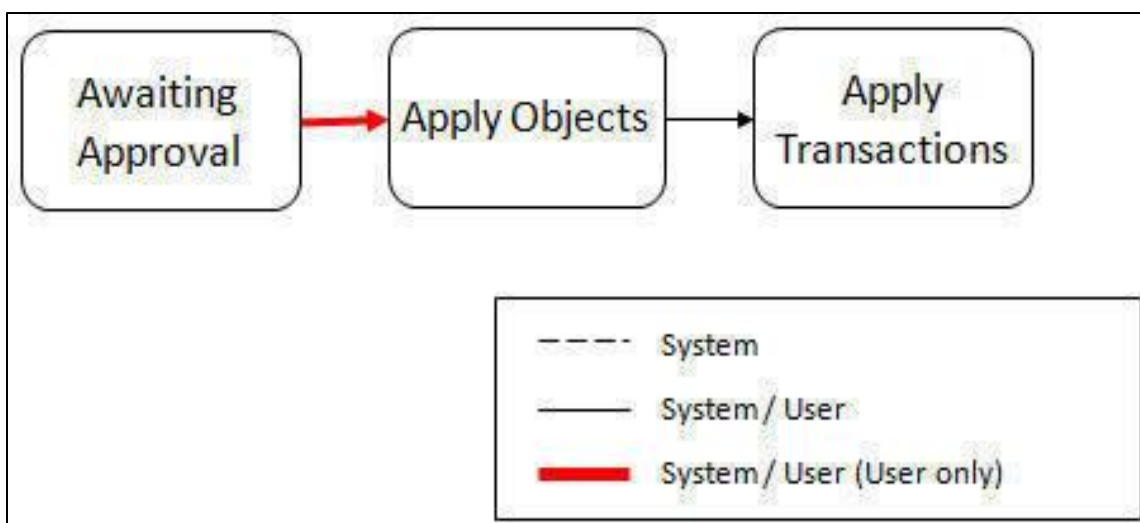 Awaiting
Approval
Apply Objects
Apply
Transactions
System
System / User
System / User (User only)